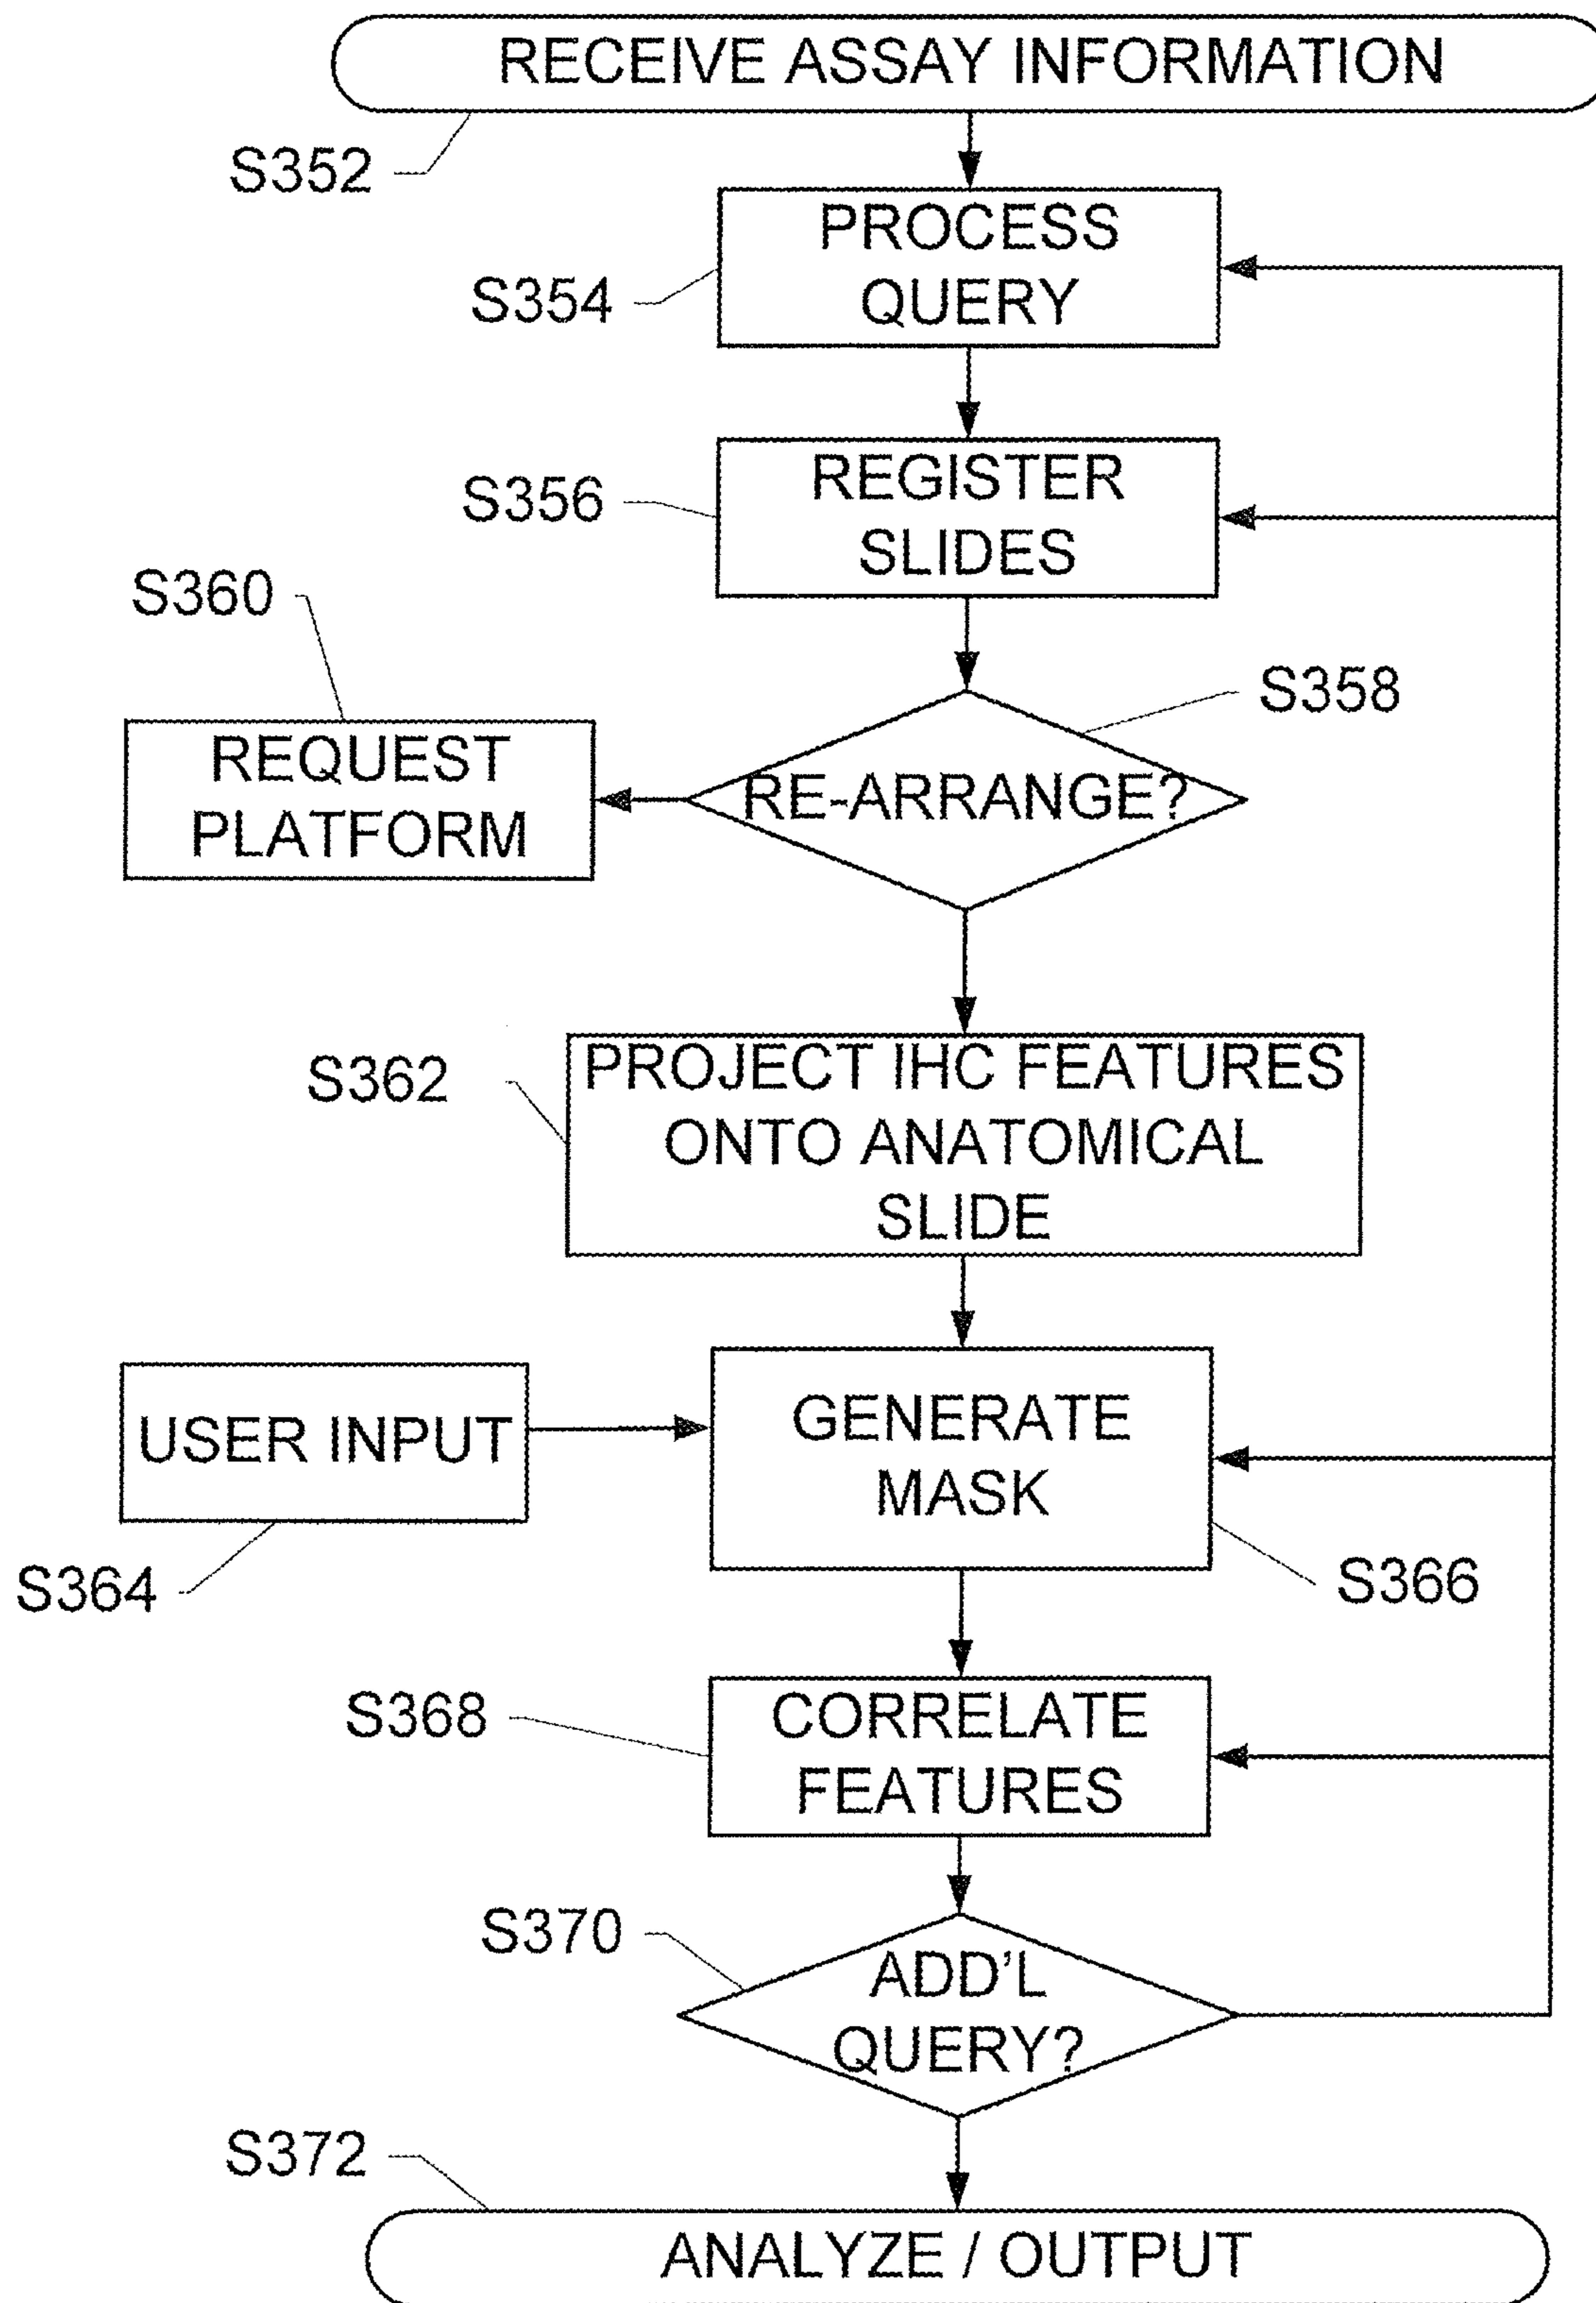 RECEIVE ASSAY INFORMATION
S352
PROCESS
QUERY
S354
REGISTER
SLIDES
S356
S360
S358
REQUEST
PLATFORM
RE-ARRANGE?
PROJECT IHC FEATURES
ONTO ANATOMICAL
SLIDE
S362
USER INPUT
GENERATE
MASK
S364
S366
S368
CORRELATE
FEATURES
S370
ADD'L
QUERY?
S372
ANALYZE / OUTPUT